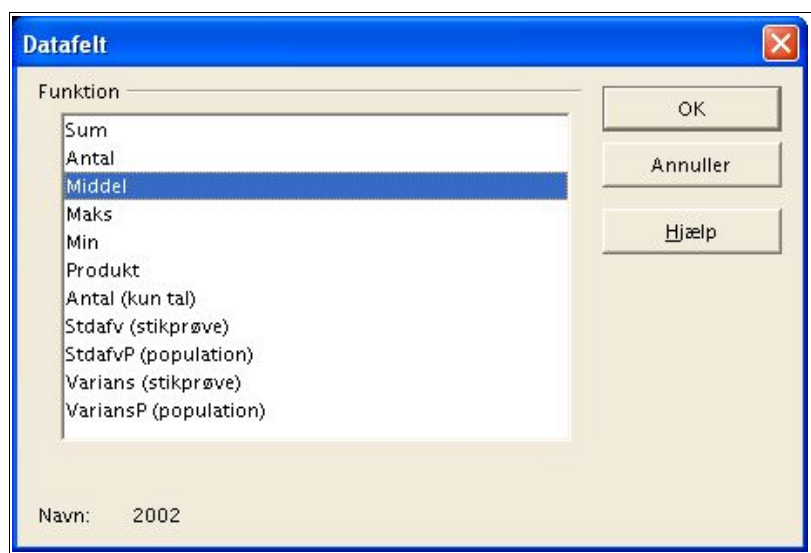 Datafelt
Funktion
Sum
Antal
Middel
Maks
Min
Produkt
Antal (kun tal)
Stdafv (stikprøve)
StdafvP (population)
Varians (stikprøve)
VariansP (population)
OK
Annuller
Hjælp
Navn: 2002